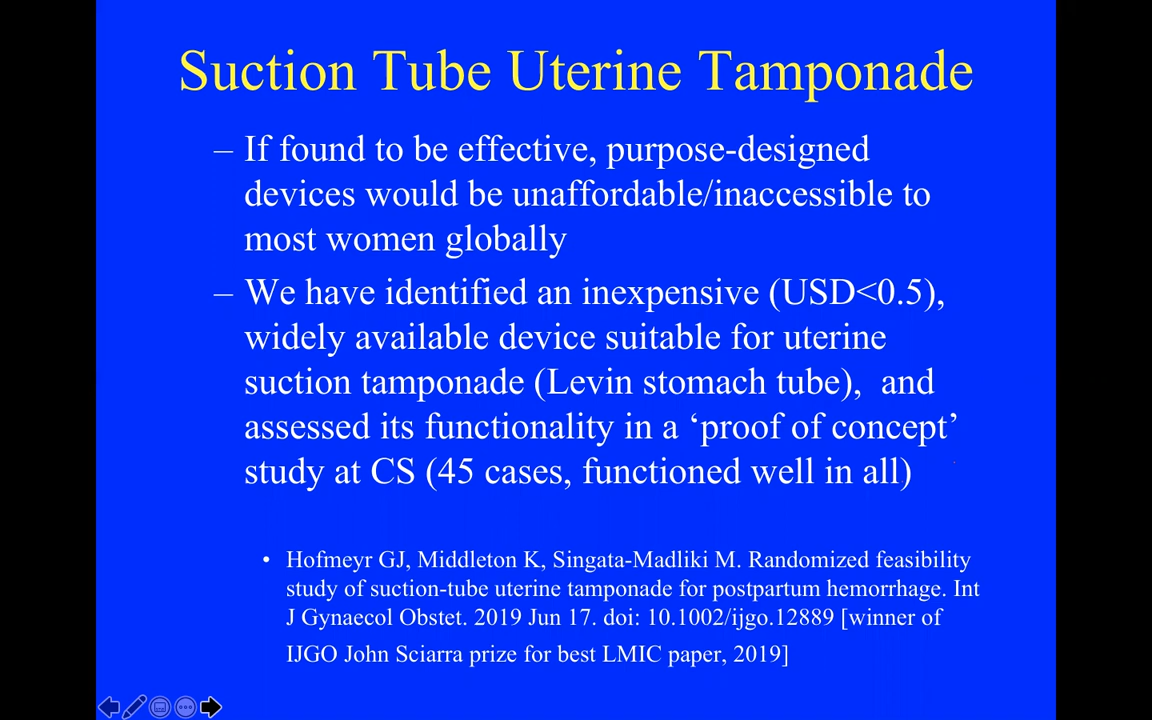 Suction Tube Uterine Tamponade
– If found to be effective, purpose-designed
devices would be unaffordable/inaccessible to
most women globally
– We have identified an inexpensive (USD<0.5),
widely available device suitable for uterine
suction tamponade (Levin stomach tube),  and
assessed its functionality in a ‘proof of concept’
study at CS (45 cases, functioned well in all)
• Hofmeyr GJ, Middleton K, Singata-Madliki M. Randomized feasibility
study of suction-tube uterine tamponade for postpartum hemorrhage. Int
J Gynaecol Obstet. 2019 Jun 17. doi: 10.1002/ijgo.12889 [winner of
IJGO John Sciarra prize for best LMIC paper, 2019]